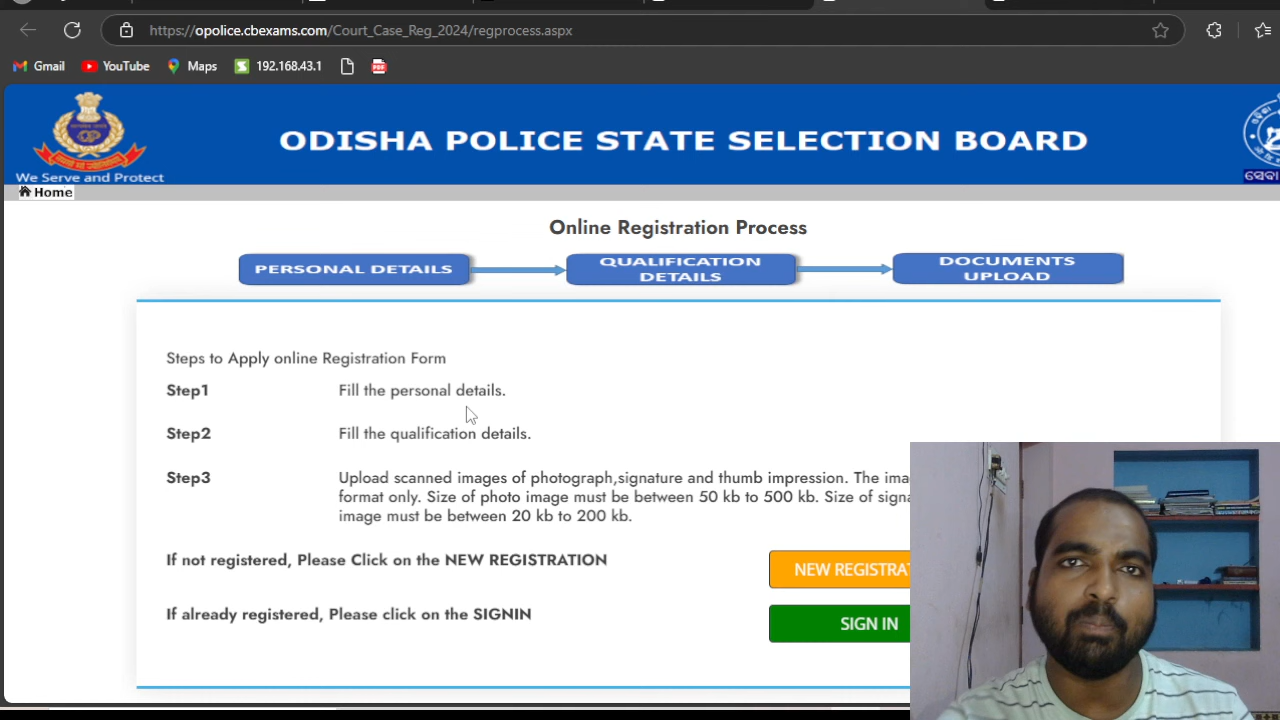 https://opolice.cbexams.com/Court_Case_Reg_2024/regprocess.aspx
Gmail YouTube Maps 192.168.43.1
ODISHA POLICE STATE SELECTION BOARD
We Serve and Protect
ସେବା
Home
Online Registration Process
PERSONAL DETAILS
QUALIFICATION
DETAILS
DOCUMENTS
UPLOAD
Steps to Apply online Registration Form
Step1 Fill the personal details.
Step2 Fill the qualification details.
Step3 Upload scanned images of photograph,signature and thumb impression. The ima
format only. Size of photo image must be between 50 kb to 500 kb. Size of signa
image must be between 20 kb to 200 kb.
If not registered, Please Click on the NEW REGISTRATION NEW REGISTRAT
If already registered, Please click on the SIGNIN SIGN IN